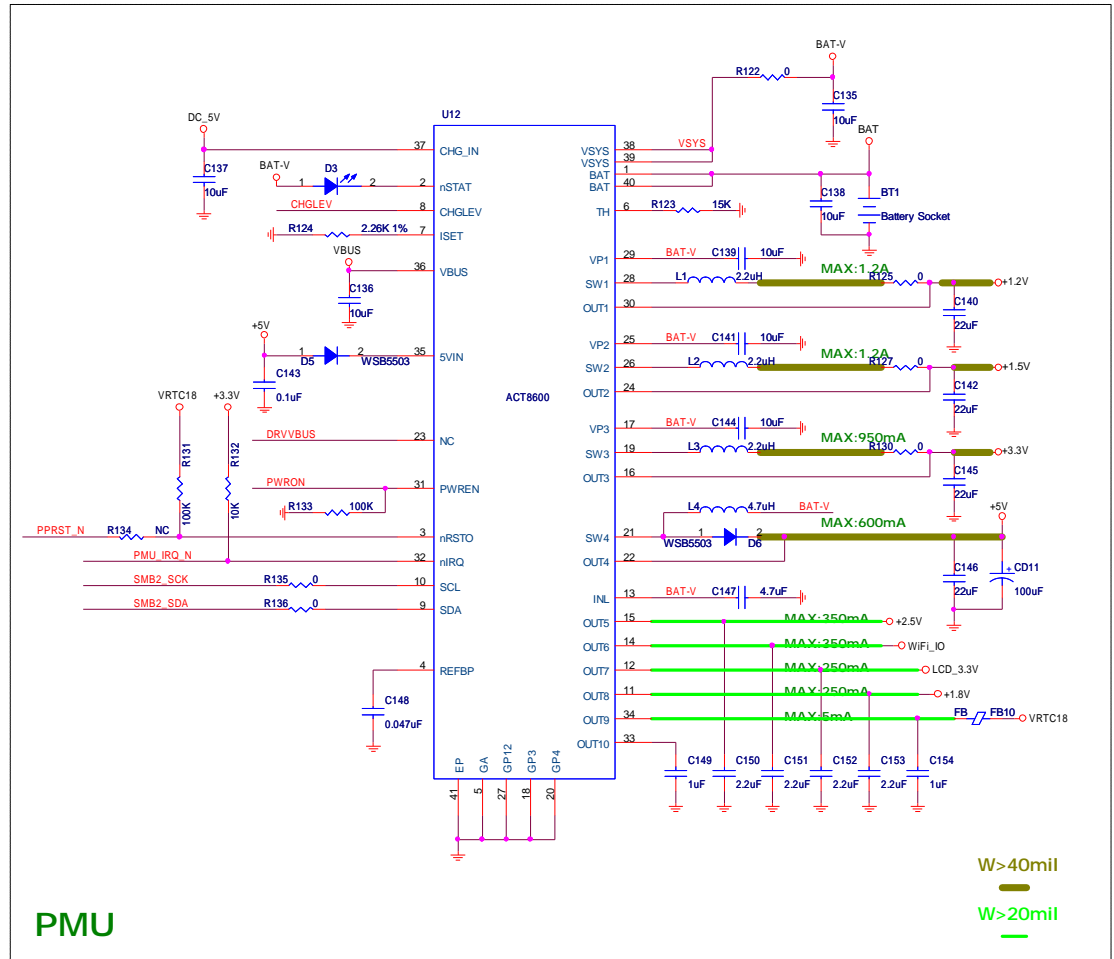 BAT-V
R122 0
C135
10uF
U12
DC_5V
BAT
37 CHG_IN
VSYS 38 VSYS
VSYS 39
BAT 1
BAT 40
C137
10uF
BAT-V
D3
1 2 2 nSTAT
C138
10uF
BT1
Battery Socket
CHGLEV 8 CHGLEV
TH 6 R123 15K
R124 2.26K 1% 7 ISET
VBUS
36 VBUS
C136
10uF
VP1 29 BAT-V C139 10uF
SW1 28 L1 2.2uH MAX:1.2A R125 0 +1.2V
OUT1 30
C140
22uF
+5V
1 2 35 5VIN
D5 WSB5503
C143
0.1uF
VP2 25 BAT-V C141 10uF
SW2 26 L2 2.2uH MAX:1.2A R127 0 +1.5V
OUT2 24
C142
22uF
ACT8600
VRTC18
+3.3V
VP3 17 BAT-V C144 10uF
SW3 19 L3 2.2uH MAX:950mA R130 0 +3.3V
OUT3 16
C145
22uF
DRVVBUS 23 NC
R131
100K
R132
10K
PWRON 31 PWREN
R133 100K
L4 4.7uH BAT-V
MAX:600mA
+5V
PPRST_N R134 NC 3 nRSTO
SW4 21 1 2
WSB5503 D6
OUT4 22
PMU_IRQ_N 32 nIRQ
C146
22uF
CD11
+
100uF
SMB2_SCK R135 0 10 SCL
SMB2_SDA R136 0 9 SDA
INL 13 BAT-V C147 4.7uF
OUT5 15 MAX:350mA +2.5V
OUT6 14 MAX:350mA WiFi_IO
OUT7 12 MAX:250mA LCD_3.3V
OUT8 11 MAX:250mA +1.8V
OUT9 34 MAX:5mA FB FB10 VRTC18
OUT10 33
4 REFBP
C148
0.047uF
C149
1uF
C150
2.2uF
C151
2.2uF
C152
2.2uF
C153
2.2uF
C154
1uF
EP GA GP12 GP3 GP4
41 5 27 18 20
W>40mil
W>20mil
PMU